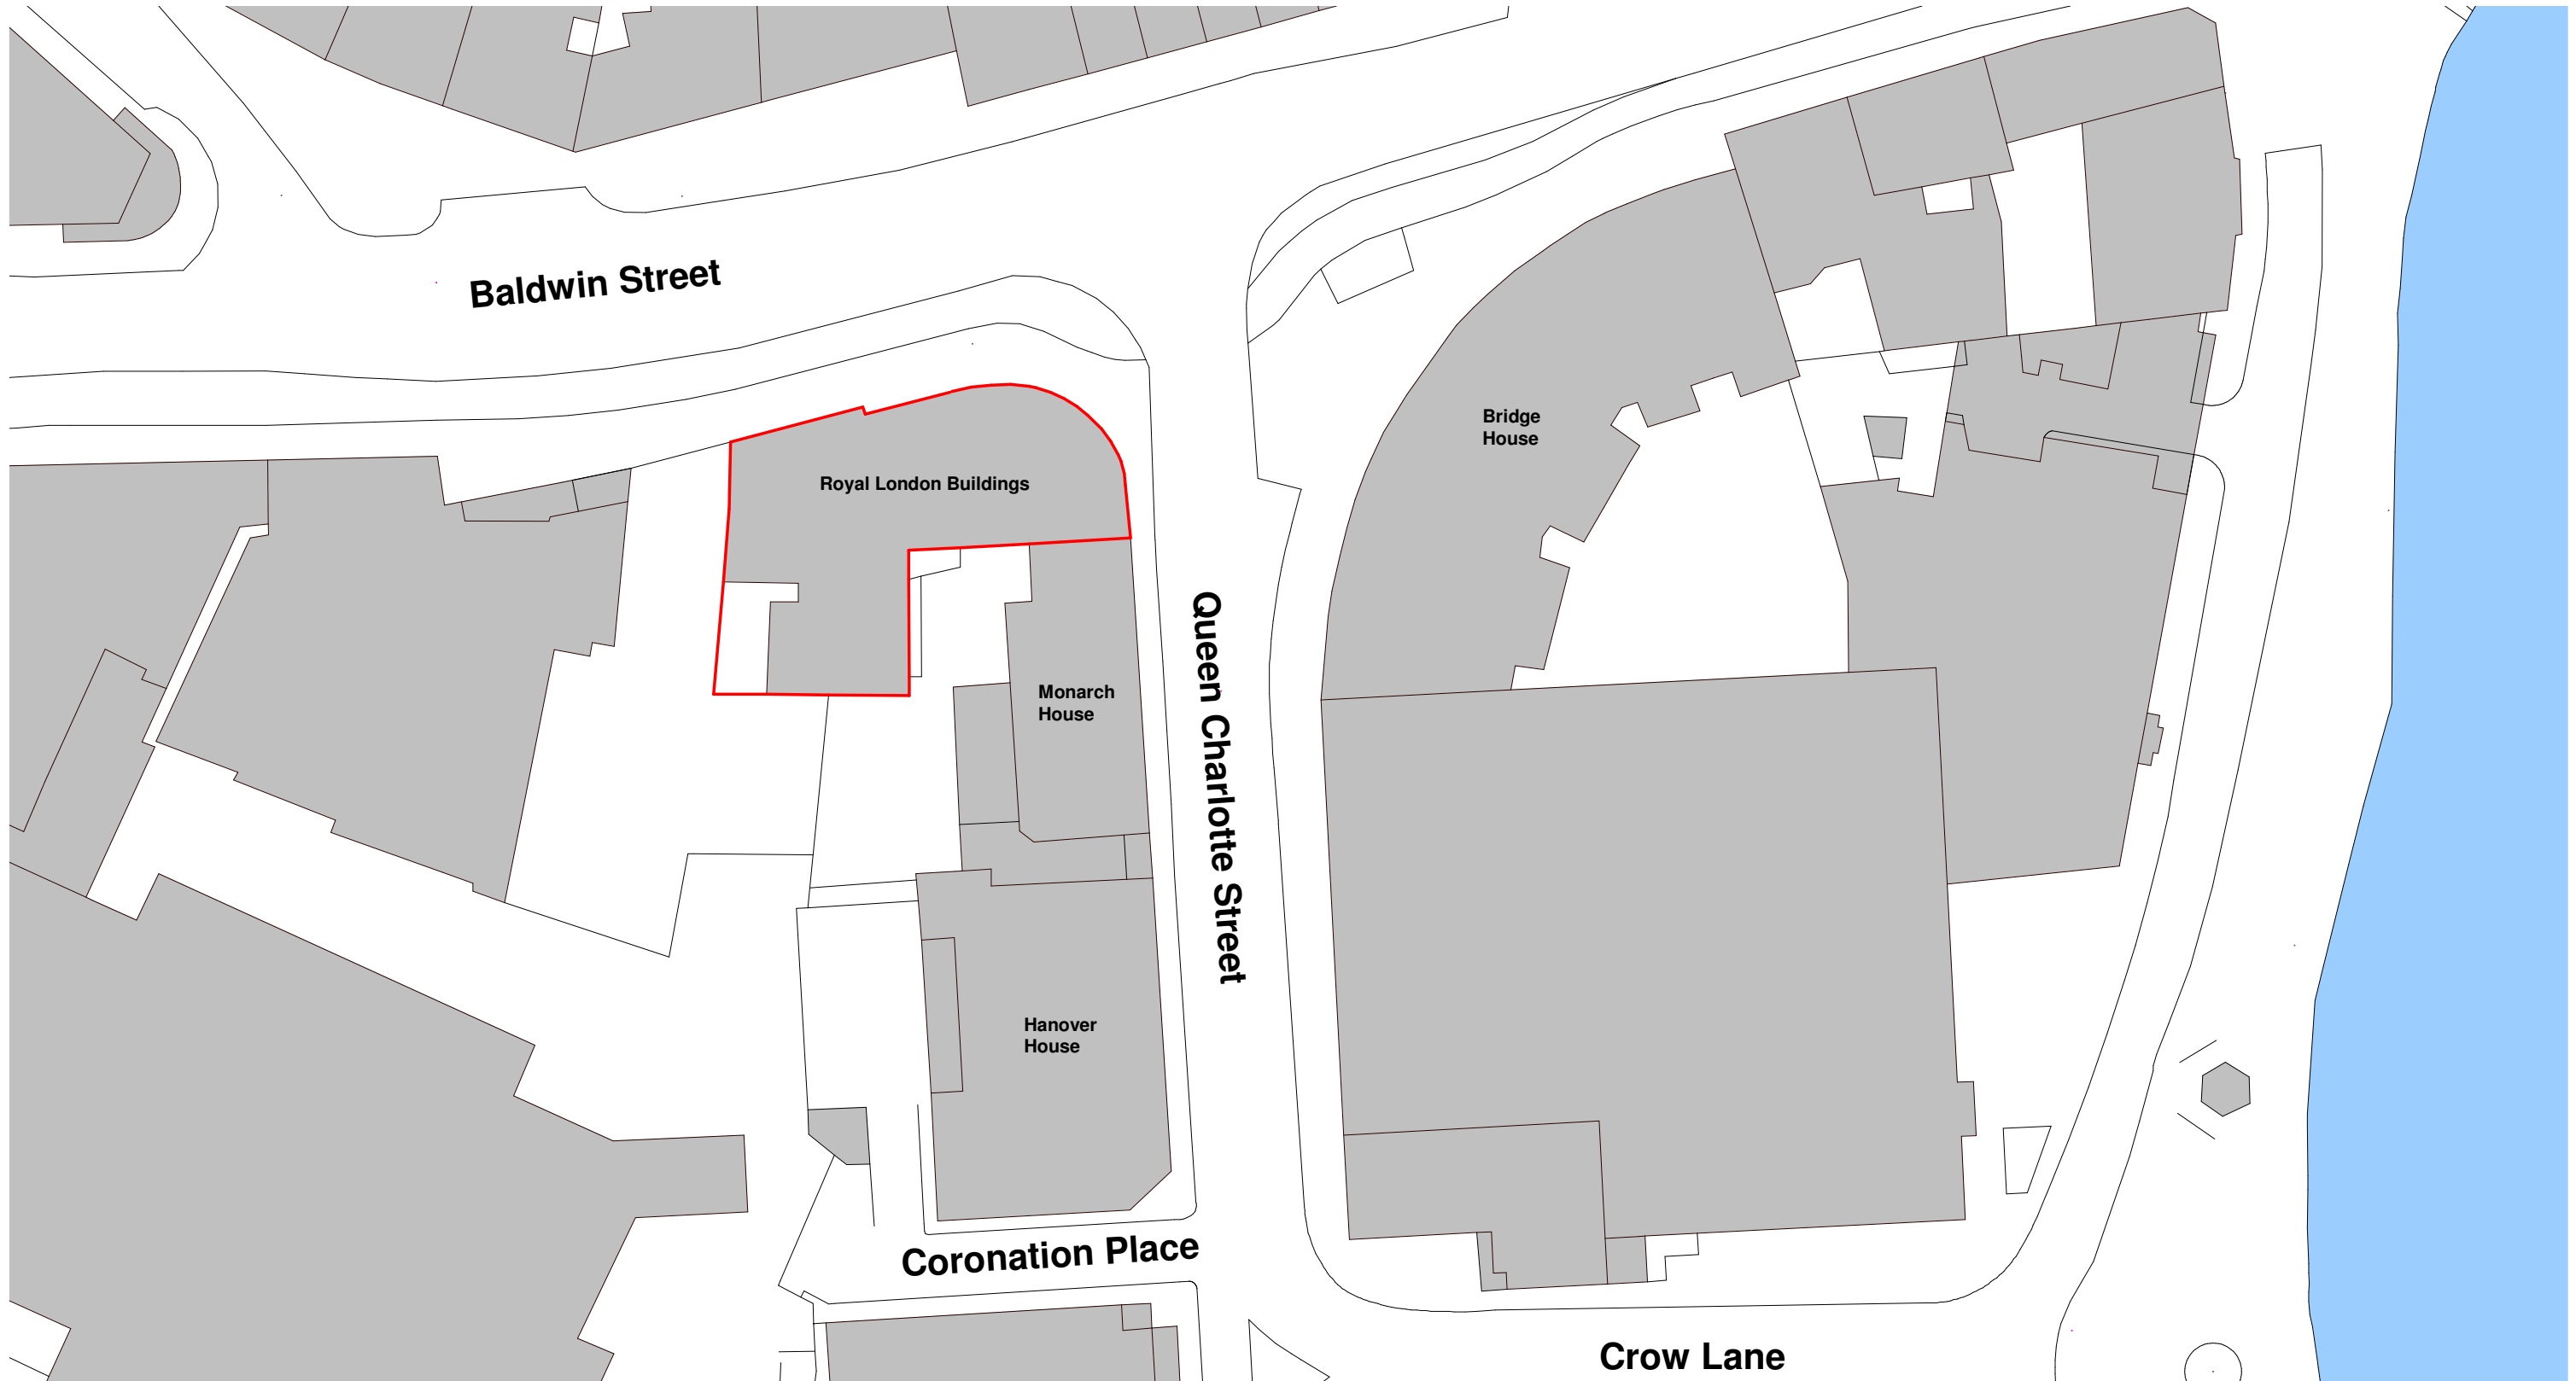 Baldwin Street
Bridge
House
Royal London Buildings
Queen Charlotte Street
Monarch
House
Hanover
House
Coronation Place
Crow Lane